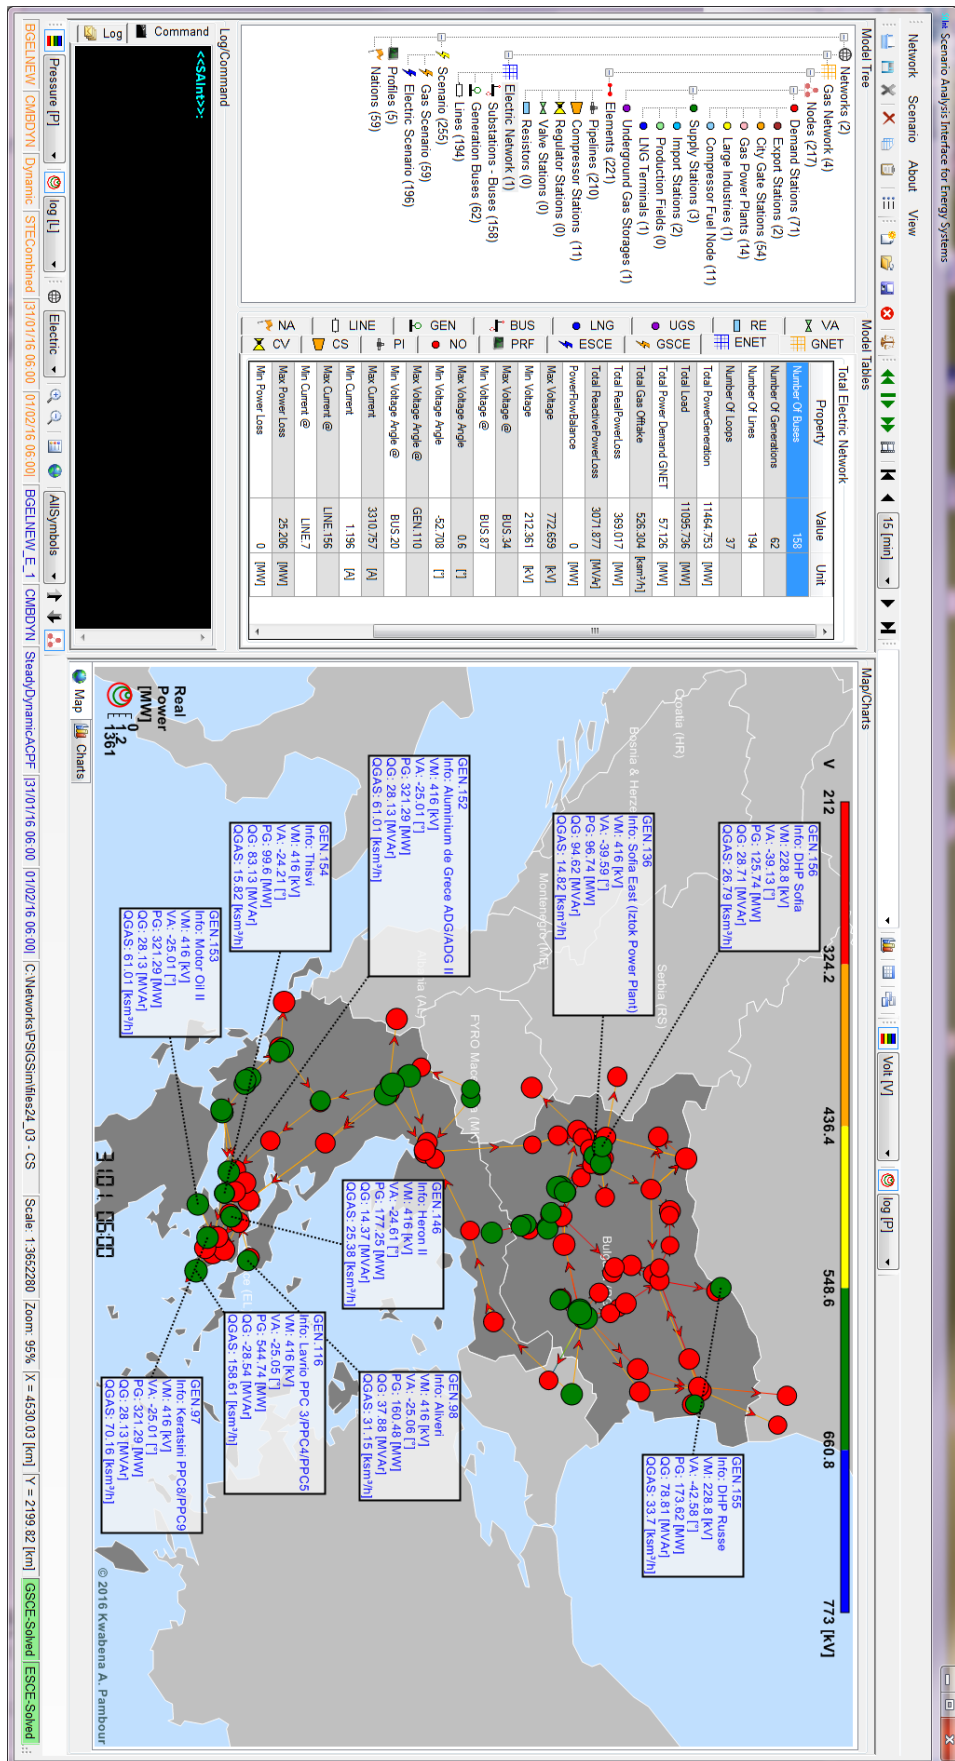 Scenario Analysis Interface for Energy Systems
Network Scenario About View
15 [min]
Volt [V]
log [P]
Model Tree
Networks (2)
Gas Network (4)
Nodes (217)
Demand Stations (71)
Export Stations (2)
City Gate Stations (54)
Gas Power Plants (14)
Large Industries (1)
Compressor Fuel Node (11)
Supply Stations (3)
Import Stations (2)
Production Fields (0)
LNG Terminals (1)
Underground Gas Storages (1)
Elements (221)
Pipelines (210)
Compressor Stations (11)
Regulator Stations (0)
Valve Stations (0)
Resistors (0)
Electric Network (1)
Substations - Buses (158)
Generation Buses (62)
Lines (194)
Scenario (255)
Gas Scenario (59)
Electric Scenario (196)
Profiles (5)
Nations (59)
Model Tables
NA LINE GEN BUS LNG UGS RE VA
CV CS PI NO PRF ESCE GSCE ENET GNET
Total Electric Network
Property Value Unit
Number Of Buses 158
Number Of Generations 62
Number Of Lines 194
Number Of Loops 37
Total PowerGeneration 11464.753 [MW]
Total Load 11095.736 [MW]
Total Power Demand GNET 57.126 [MW]
Total Gas Offtake 526.304 [ksm³/h]
Total RealPowerLoss 369.017 [MW]
Total ReactivePowerLoss 3071.877 [MVAr]
PowerFlowBalance 0 [MW]
Max Voltage 772.659 [kV]
Min Voltage 212.361 [kV]
Max Voltage @ BUS.34
Min Voltage @ BUS.87
Max Voltage Angle 0.6 [°]
Min Voltage Angle -52.708 [°]
Max Voltage Angle @ GEN.110
Min Voltage Angle @ BUS.20
Max Current 3310.757 [A]
Min Current 1.196 [A]
Max Current @ LINE.156
Min Current @ LINE.7
Max Power Loss 25.206 [MW]
Min Power Loss 0 [MW]
Log/Command
<<SAInt>>:
Log Command
Map/Charts
V 212 324.2 436.4 548.6 660.8 773 [kV]
Croatia (HR)
Bosnia & Herze
Montenegro (ME)
Serbia (RS)
FYRO Mac
(MK)
GEN.156
Info: DHP Sofia
VM: 228.8 [kV]
VA: -39.13 [°]
PG: 125.74 [MW]
QG: 28.71 [MVAr]
QGAS: 26.79 [ksm³/h]
GEN.136
Info: Sofia East (Iztok Power Plant)
VM: 416 [kV]
VA: -39.59 [°]
PG: 96.74 [MW]
QG: 94.62 [MVAr]
QGAS: 14.82 [ksm³/h]
GEN.155
Info: DHP Russe
VM: 228.8 [kV]
VA: -42.58 [°]
PG: 173.62 [MW]
QG: 78.81 [MVAr]
QGAS: 33.7 [ksm³/h]
GEN.152
Info: Aluminium de Grece ADG/ADG II
VM: 416 [kV]
VA: -25.01 [°]
PG: 321.29 [MW]
QG: 28.13 [MVAr]
QGAS: 61.01 [ksm³/h]
GEN.146
Info: Heron II
VM: 416 [kV]
VA: -24.61 [°]
PG: 177.25 [MW]
QG: 14.37 [MVAr]
QGAS: 25.38 [ksm³/h]
GEN.98
Info: Aliveri
VM: 416 [kV]
VA: -25.06 [°]
PG: 160.48 [MW]
QG: 37.88 [MVAr]
QGAS: 31.15 [ksm³/h]
GEN.154
Info: Thisvi
VM: 416 [kV]
VA: -24.21 [°]
PG: 99.6 [MW]
QG: 83.13 [MVAr]
QGAS: 15.82 [ksm³/h]
GEN.116
Info: Lavrio PPC 3/PPC4/PPC5
VM: 416 [kV]
VA: -25.05 [°]
PG: 544.74 [MW]
QG: -28.54 [MVAr]
QGAS: 158.61 [ksm³/h]
GEN.153
Info: Motor Oil II
VM: 416 [kV]
VA: -25.01 [°]
PG: 321.29 [MW]
QG: 28.13 [MVAr]
QGAS: 61.01 [ksm³/h]
GEN.97
Info: Keratsini PPC8/PPC9
VM: 416 [kV]
VA: -25.01 [°]
PG: 321.29 [MW]
QG: 28.13 [MVAr]
QGAS: 70.16 [ksm³/h]
Real
Power
[MW]
0
1.2
1361
31.01. 06:00
© 2016 Kwabena A. Pambour
Map Charts
Pressure [P] log [L] Electric AllSymbols
BGELNEW CMBDYN Dynamic STECombined |31/01/16 06:00 |01/02/16 06:00| BGELNEW_E_1 CMBDYN SteadyDynamicACPF |31/01/16 06:00 |01/02/16 06:00| C:\Networks\PSIGSim\files24_03 - CS Scale: 1:3652280 Zoom: 95% X = 4530.03 [km] Y = 2199.82 [km] GSCE-Solved ESCE-Solved